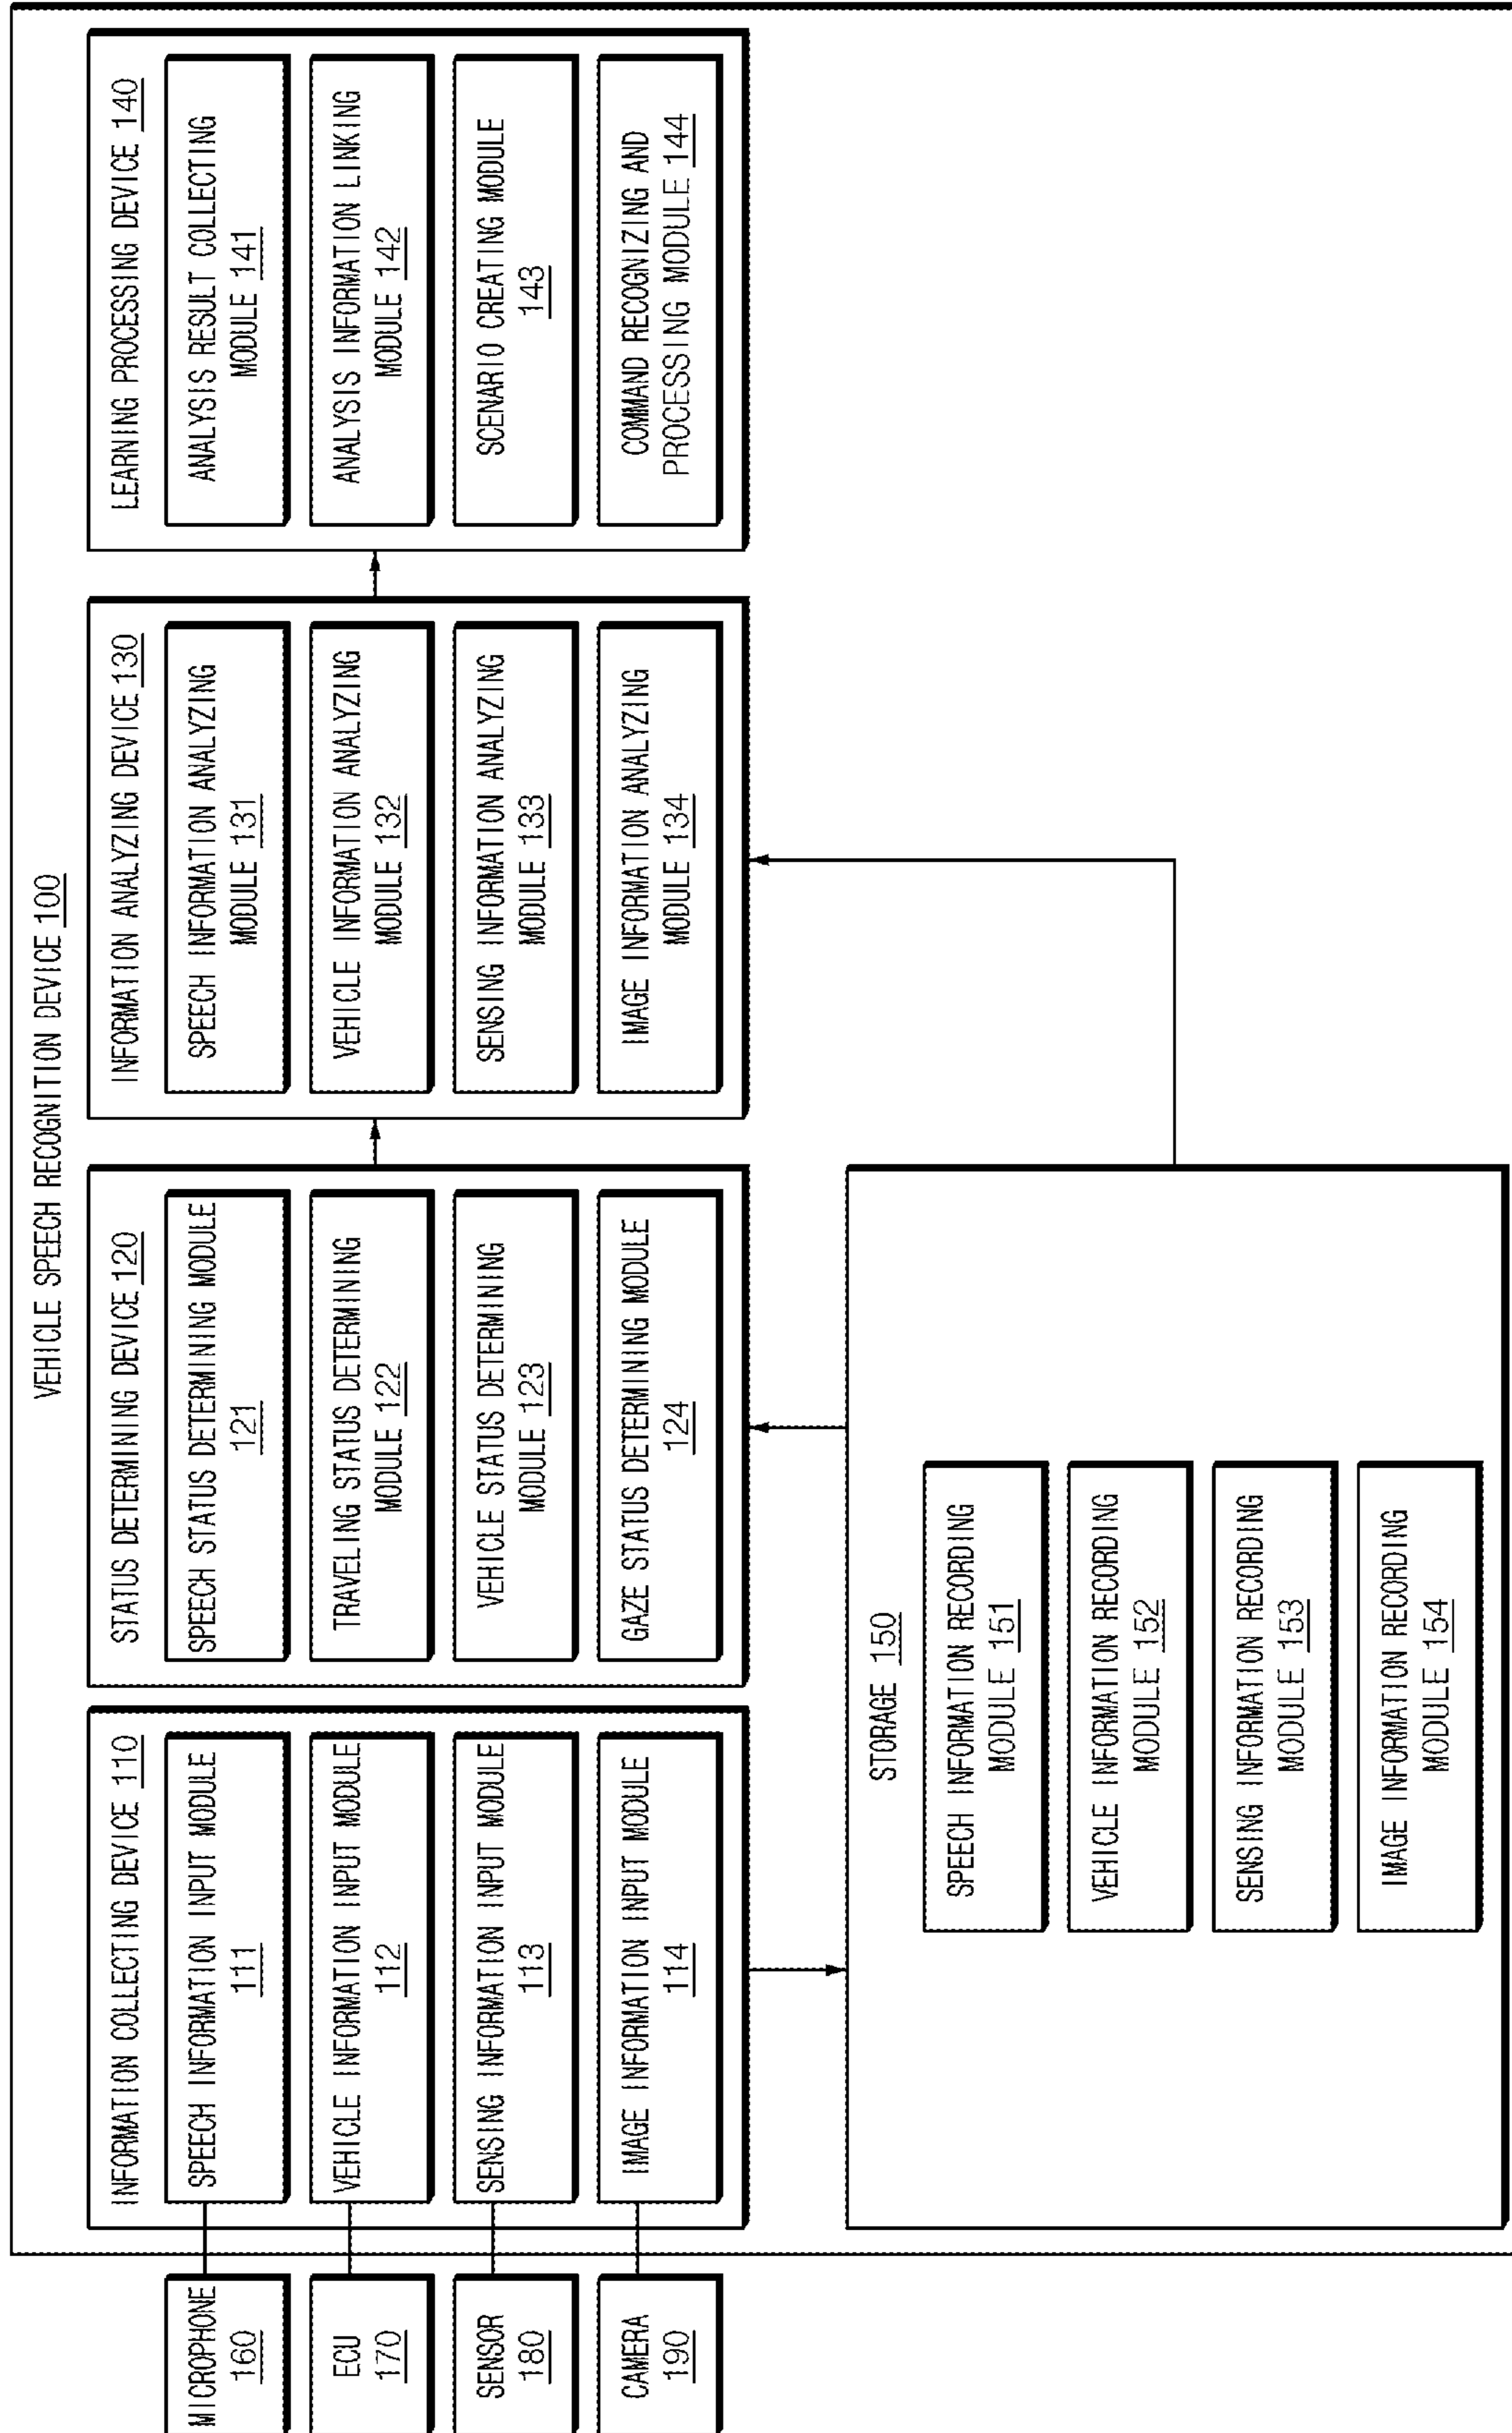 VEHICLE SPEECH RECOGNITION DEVICE 100
MICROPHONE
160
ECU
170
SENSOR
180
CAMERA
190
INFORMATION COLLECTING DEVICE 110
SPEECH INFORMATION INPUT MODULE
111
VEHICLE INFORMATION INPUT MODULE
112
SENSING INFORMATION INPUT MODULE
113
IMAGE INFORMATION INPUT MODULE
114
STATUS DETERMINING DEVICE 120
SPEECH STATUS DETERMINING MODULE
121
TRAVELING STATUS DETERMINING
MODULE 122
VEHICLE STATUS DETERMINING
MODULE 123
GAZE STATUS DETERMINING MODULE
124
INFORMATION ANALYZING DEVICE 130
SPEECH INFORMATION ANALYZING
MODULE 131
VEHICLE INFORMATION ANALYZING
MODULE 132
SENSING INFORMATION ANALYZING
MODULE 133
IMAGE INFORMATION ANALYZING
MODULE 134
LEARNING PROCESSING DEVICE 140
ANALYSIS RESULT COLLECTING
MODULE 141
ANALYSIS INFORMATION LINKING
MODULE 142
SCENARIO CREATING MODULE
143
COMMAND RECOGNIZING AND
PROCESSING MODULE 144
STORAGE 150
SPEECH INFORMATION RECORDING
MODULE 151
VEHICLE INFORMATION RECORDING
MODULE 152
SENSING INFORMATION RECORDING
MODULE 153
IMAGE INFORMATION RECORDING
MODULE 154